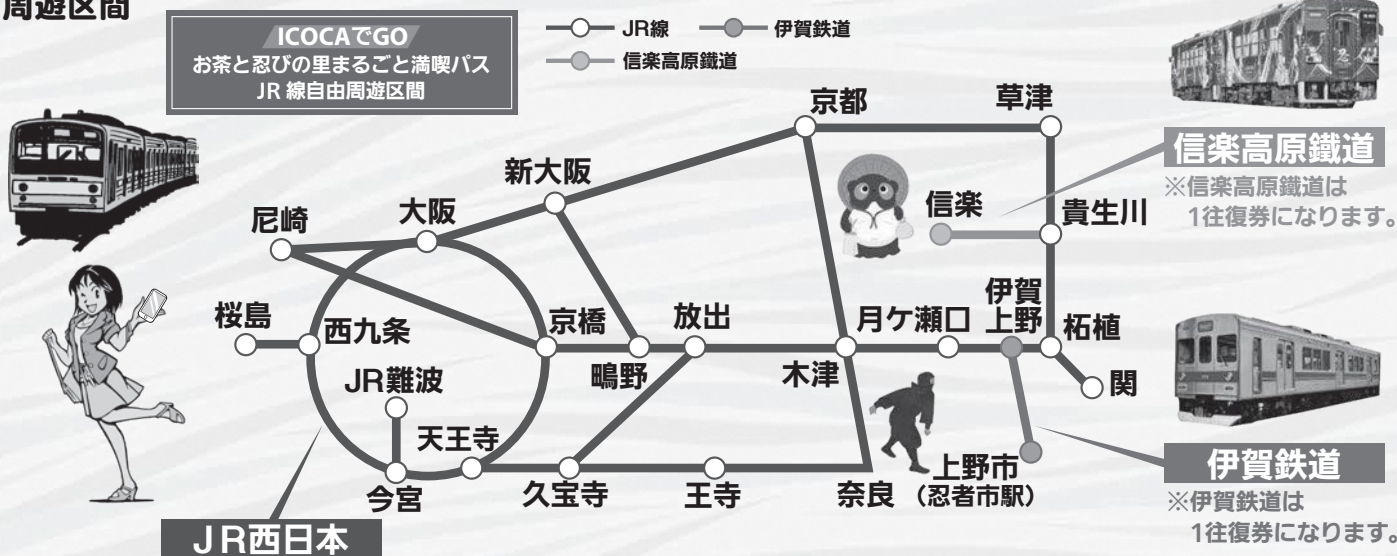 周遊区間
ICOCAでGO
お茶と忍びの里まるごと満喫パス
JR線自由周遊区間
JR線
伊賀鉄道
信楽高原鐵道
京都
草津
信楽高原鐵道
※信楽高原鐵道は
1往復券になります。
新大阪
大阪
尼崎
信楽
貴生川
桜島
西九条
京橋
放出
月ケ瀬口
伊賀
上野
柘植
JR難波
鴫野
木津
関
天王寺
今宮
久宝寺
王寺
奈良
上野市
(忍者市駅)
伊賀鉄道
※伊賀鉄道は
1往復券になります。
JR西日本